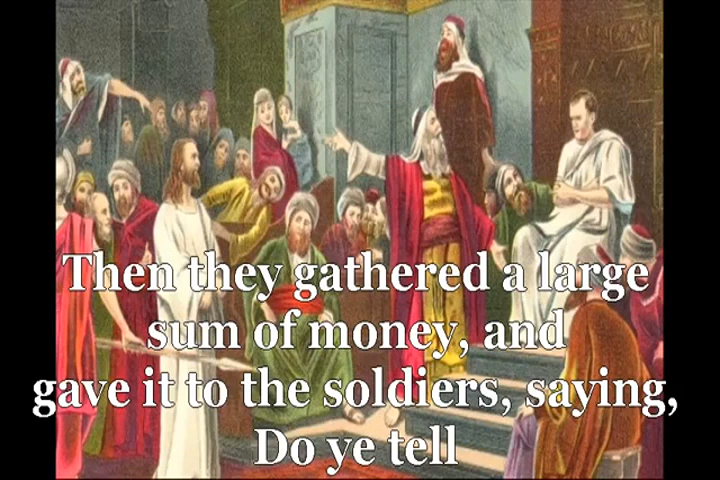 Then they gathered a large
sum of money, and
gave it to the soldiers, saying,
Do ye tell